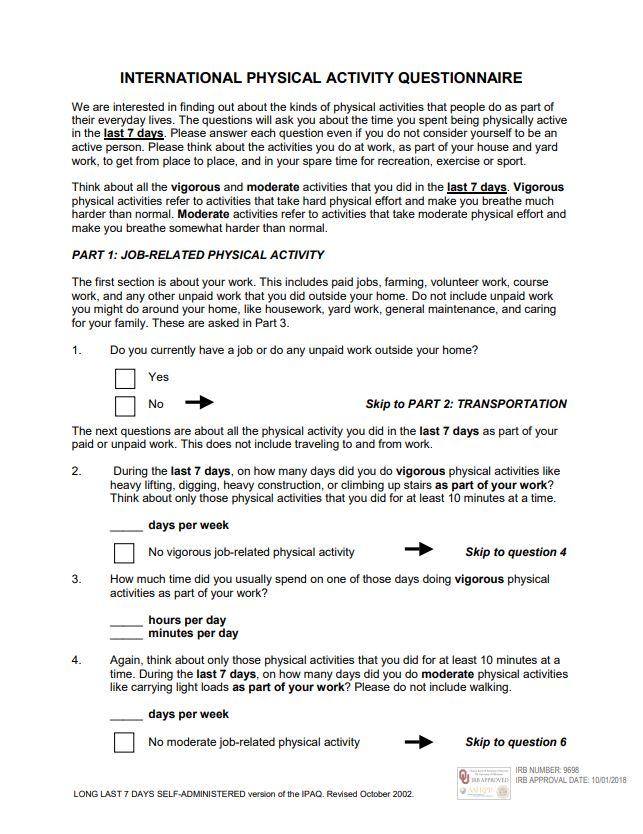 INTERNATIONAL PHYSICAL ACTIVITY QUESTIONNAIRE
We are interested in finding out about the kinds of physical activities that people do as part of
their everyday lives. The questions will ask you about the time you spent being physically active
in the last 7 days. Please answer each question even if you do not consider yourself to be an
active person. Please think about the activities you do at work, as part of your house and yard
work, to get from place to place, and in your spare time for recreation, exercise or sport.
Think about all the vigorous and moderate activities that you did in the last 7 days. Vigorous
physical activities refer to activities that take hard physical effort and make you breathe much
harder than normal. Moderate activities refer to activities that take moderate physical effort and
make you breathe somewhat harder than normal.
PART 1: JOB-RELATED PHYSICAL ACTIVITY
The first section is about your work. This includes paid jobs, farming, volunteer work, course
work, and any other unpaid work that you did outside your home. Do not include unpaid work
you might do around your home, like housework, yard work, general maintenance, and caring
for your family. These are asked in Part 3.
1. Do you currently have a job or do any unpaid work outside your home?
Yes
No Skip to PART 2: TRANSPORTATION
The next questions are about all the physical activity you did in the last 7 days as part of your
paid or unpaid work. This does not include traveling to and from work.
2. During the last 7 days, on how many days did you do vigorous physical activities like
heavy lifting, digging, heavy construction, or climbing up stairs as part of your work?
Think about only those physical activities that you did for at least 10 minutes at a time.
_____ days per week
No vigorous job-related physical activity Skip to question 4
3. How much time did you usually spend on one of those days doing vigorous physical
activities as part of your work?
_____ hours per day
_____ minutes per day
4. Again, think about only those physical activities that you did for at least 10 minutes at a
time. During the last 7 days, on how many days did you do moderate physical activities
like carrying light loads as part of your work? Please do not include walking.
_____ days per week
No moderate job-related physical activity Skip to question 6
IRB APPROVED
IRB NUMBER: 9698
IRB APPROVAL DATE: 10/01/2018
LONG LAST 7 DAYS SELF-ADMINISTERED version of the IPAQ. Revised October 2002.